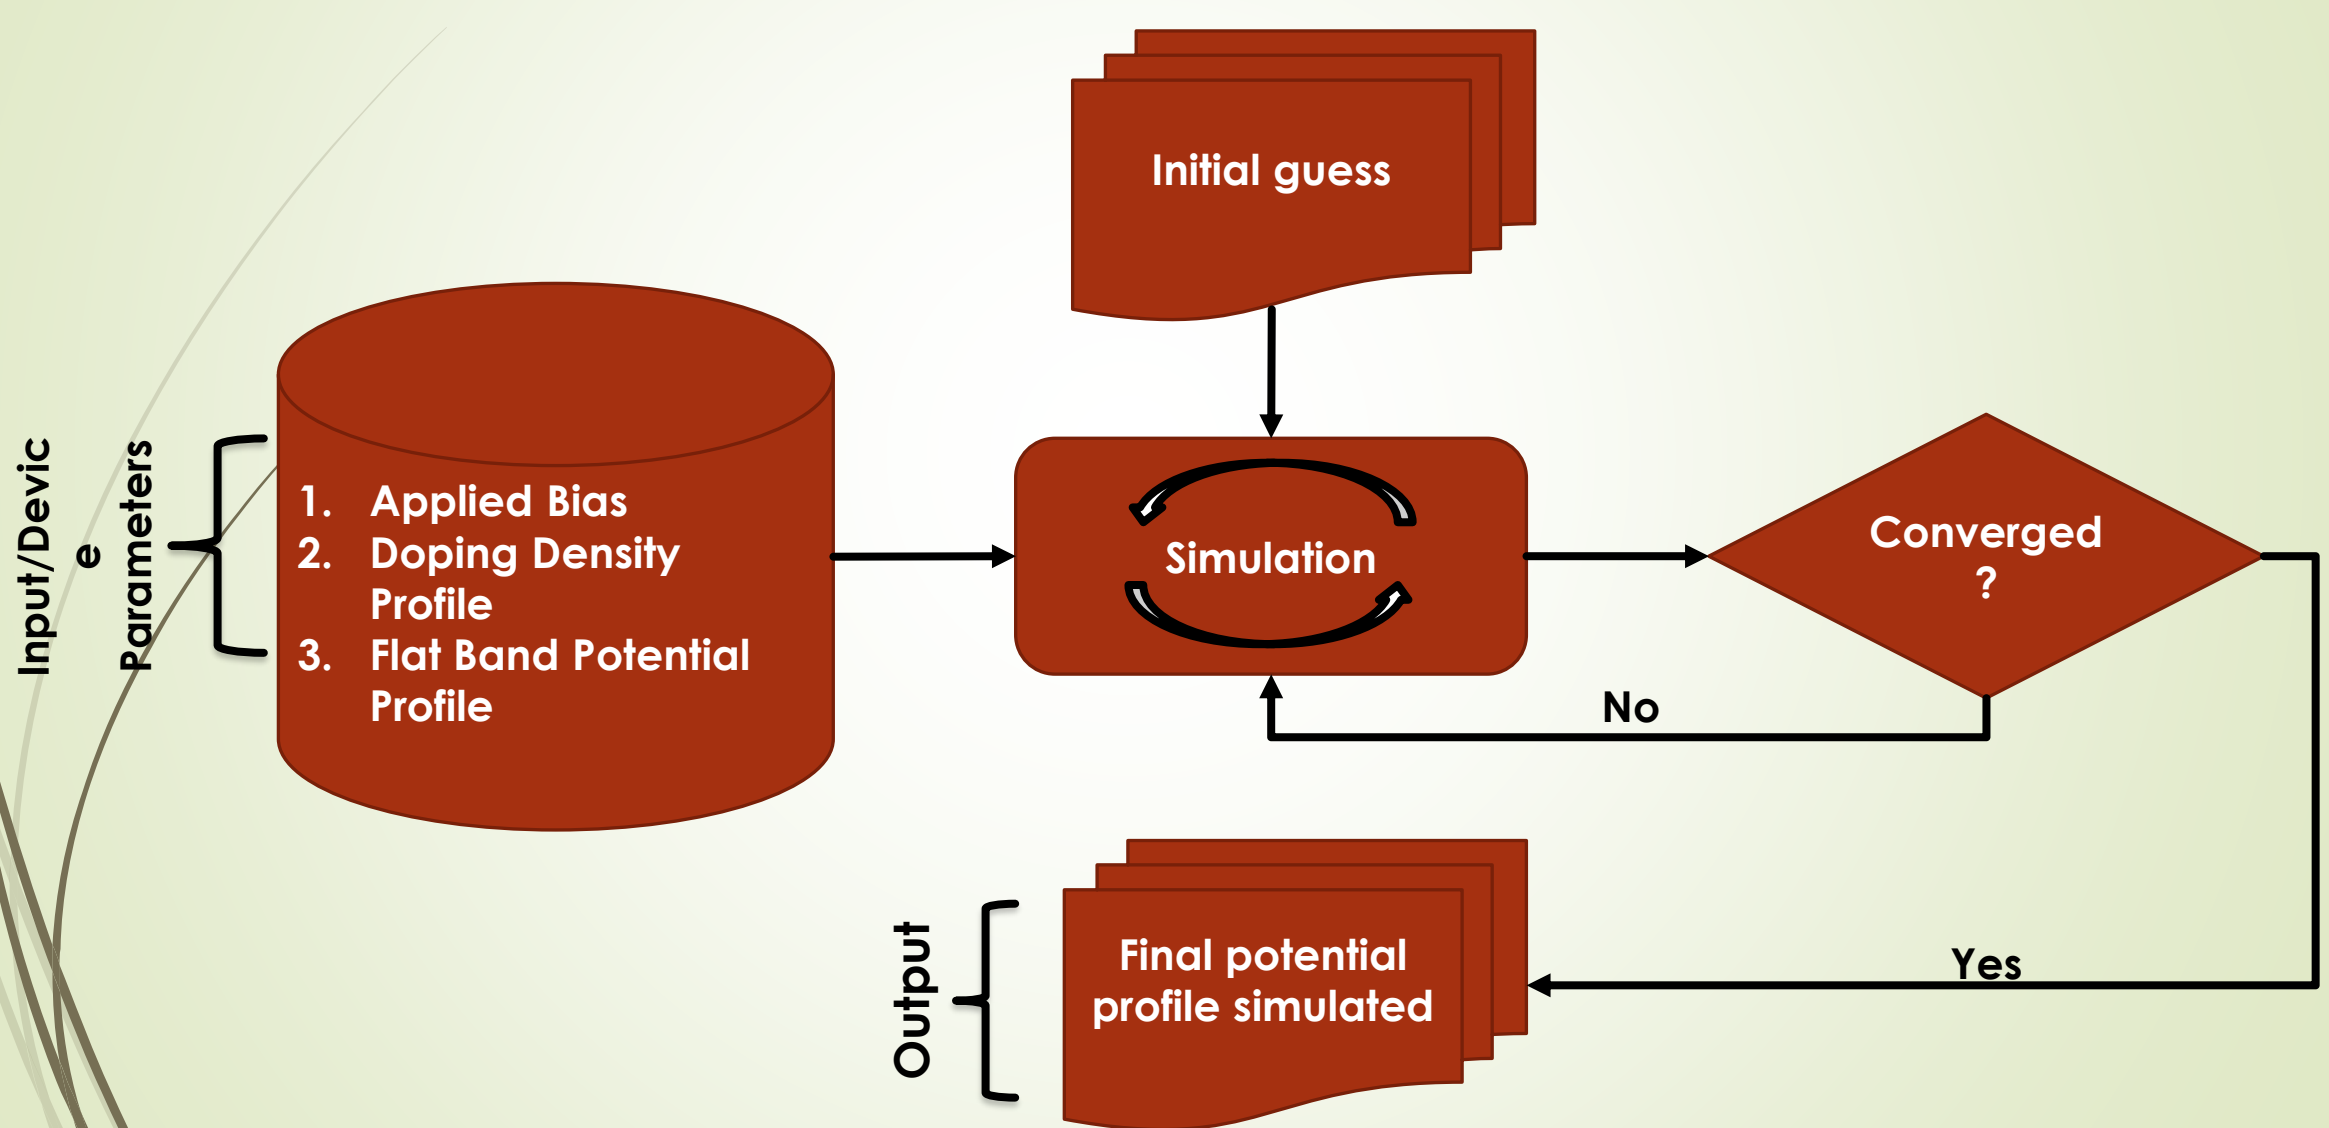 Initial guess
Input/Devic
e
Parameters
1. Applied Bias
2. Doping Density
Profile
3. Flat Band Potential
Profile
Simulation
Converged
?
No
Yes
Output
Final potential
profile simulated